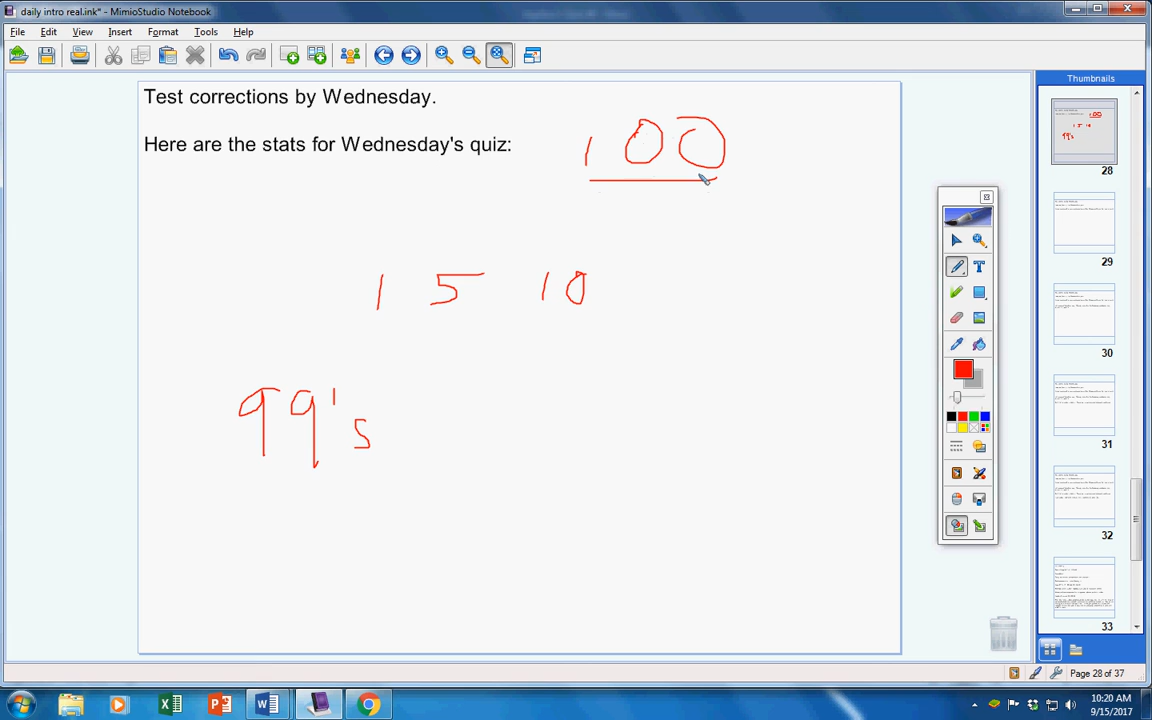 daily intro real.ink* - MimioStudio Notebook
File Edit View Insert Format Tools Help
Test corrections by Wednesday.
Here are the stats for Wednesday's quiz:
100
1 5 10
99's
Thumbnails
28
29
30
31
32
33
T
Page 28 of 37
10:20 AM
9/15/2017